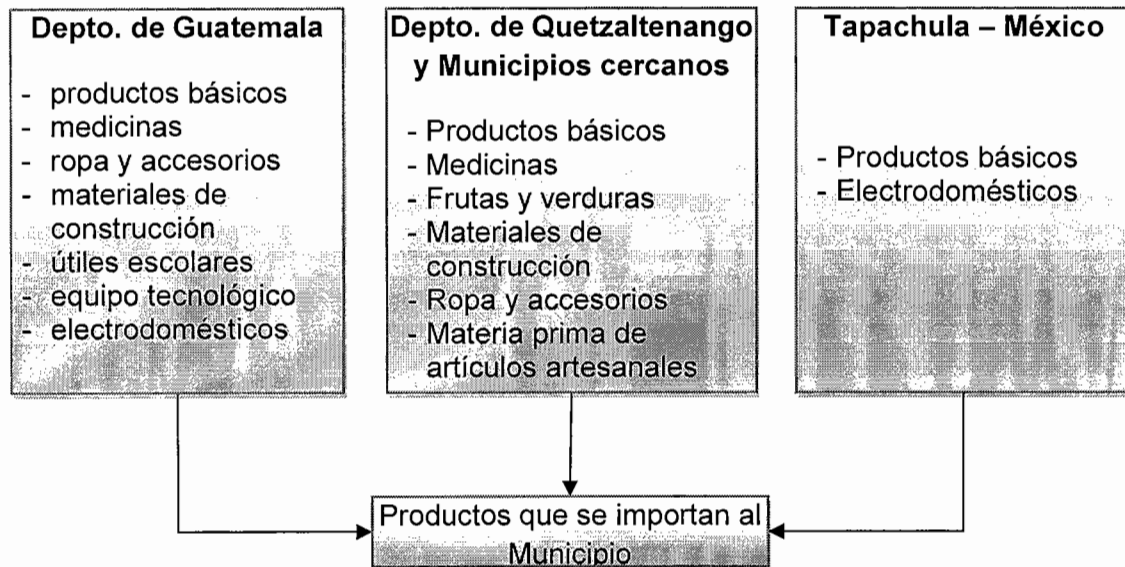 Depto. de Guatemala
- productos básicos
- medicinas
- ropa y accesorios
- materiales de
construcción
- útiles escolares
- equipo tecnológico
- electrodomésticos
Depto. de Quetzaltenango
y Municipios cercanos
- Productos básicos
- Medicinas
- Frutas y verduras
- Materiales de
construcción
- Ropa y accesorios
- Materia prima de
artículos artesanales
Tapachula – México
- Productos básicos
- Electrodomésticos
Productos que se importan al
Municipio